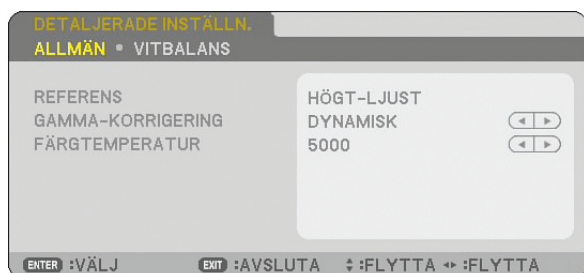 DETALJERADE INSTÄLLN.
ALLMÄN • VITBALANS
REFERENS HÖGT-LJUST
GAMMA-KORRIGERING DYNAMISK
FÄRGTEMPERATUR 5000
ENTER :VÄLJ EXIT :AVSLUTA :FLYTTA :FLYTTA